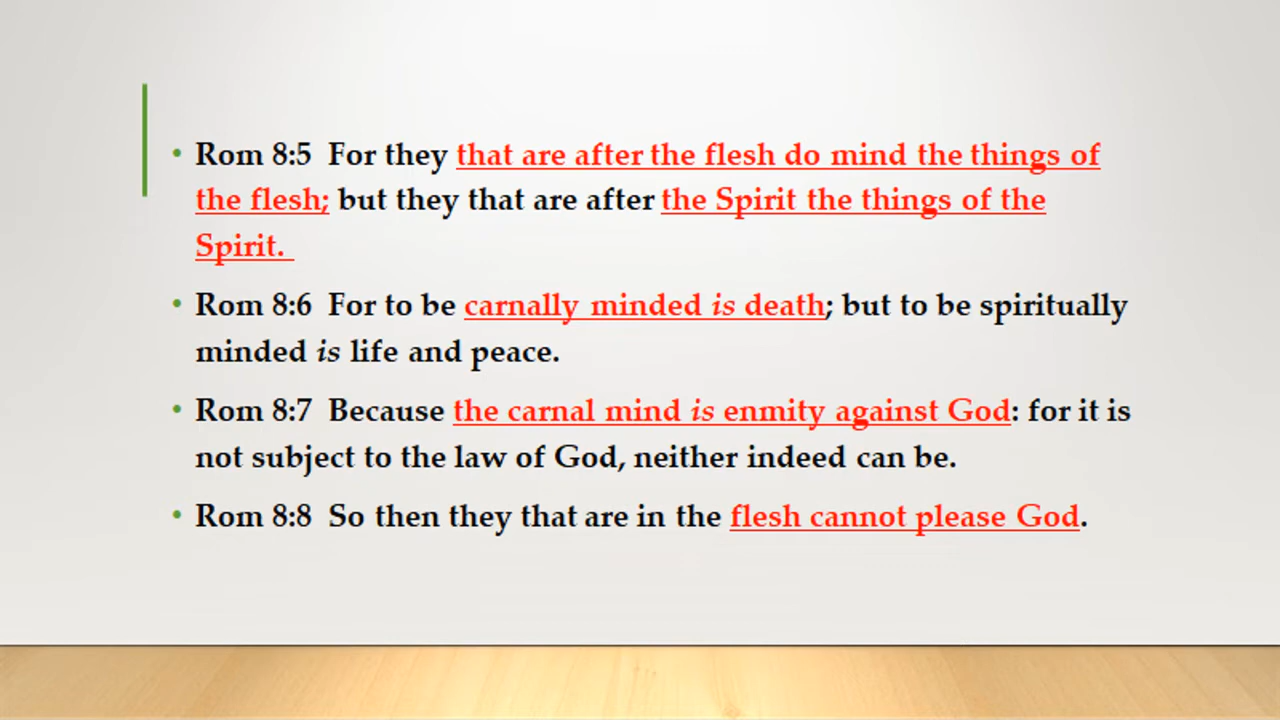 • Rom 8:5  For they that are after the flesh do mind the things of
the flesh; but they that are after the Spirit the things of the
Spirit.
• Rom 8:6  For to be carnally minded is death; but to be spiritually
minded is life and peace.
• Rom 8:7  Because the carnal mind is enmity against God: for it is
not subject to the law of God, neither indeed can be.
• Rom 8:8  So then they that are in the flesh cannot please God.